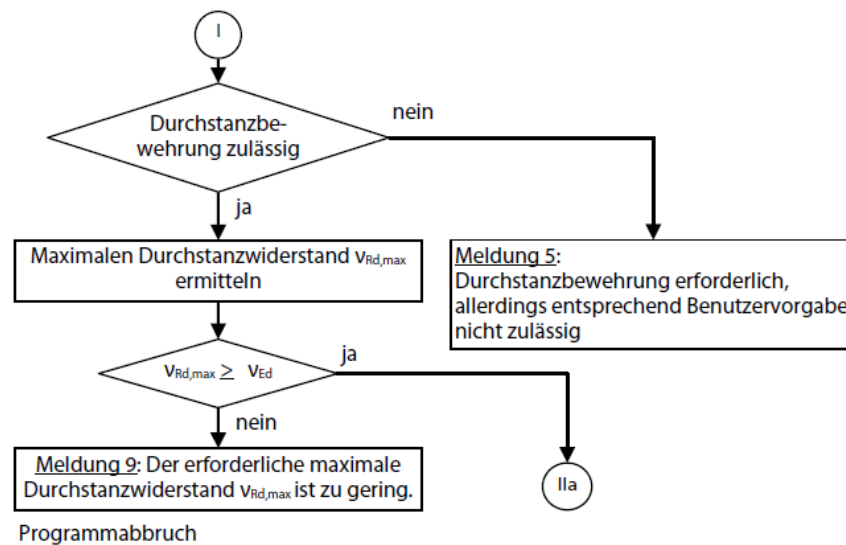 I
Durchstanzbe-
wehrung zulässig
nein
ja
Maximalen Durchstanzwiderstand vRd,max
ermitteln
Meldung 5:
Durchstanzbewehrung erforderlich,
allerdings entsprechend Benutzervorgabe
nicht zulässig
vRd,max ≥ vEd
ja
nein
Meldung 9: Der erforderliche maximale
Durchstanzwiderstand vRd,max ist zu gering.
IIa
Programmabbruch